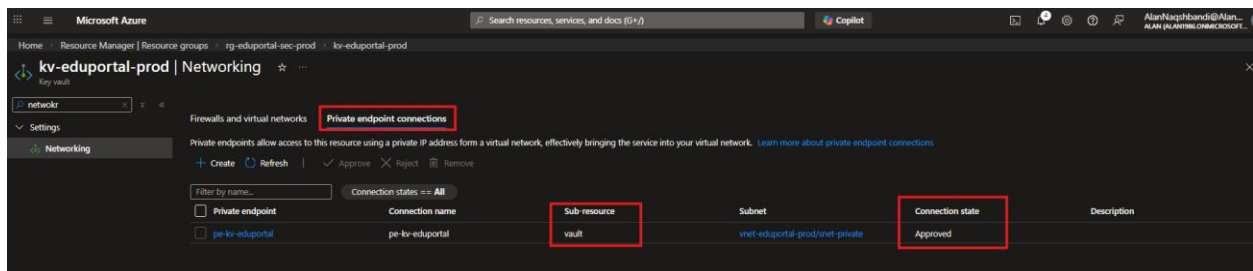 Microsoft Azure
Search resources, services, and docs (G+/)
Copilot
4
AlanNaqshbandi@Alan...
ALAN (ALAN1986.ONMICROSOFT....
Home > Resource Manager | Resource groups > rg-eduportal-sec-prod > kv-eduportal-prod
kv-eduportal-prod | Networking
Key vault
netwokr
Settings
Networking
Firewalls and virtual networks
Private endpoint connections
Private endpoints allow access to this resource using a private IP address form a virtual network, effectively bringing the service into your virtual network. Learn more about private endpoint connections
+ Create Refresh | Approve Reject Remove
Filter by name...
Connection states == All
Private endpoint Connection name Sub-resource Subnet Connection state Description
pe-kv-eduportal pe-kv-eduportal vault vnet-eduportal-prod/snet-private Approved